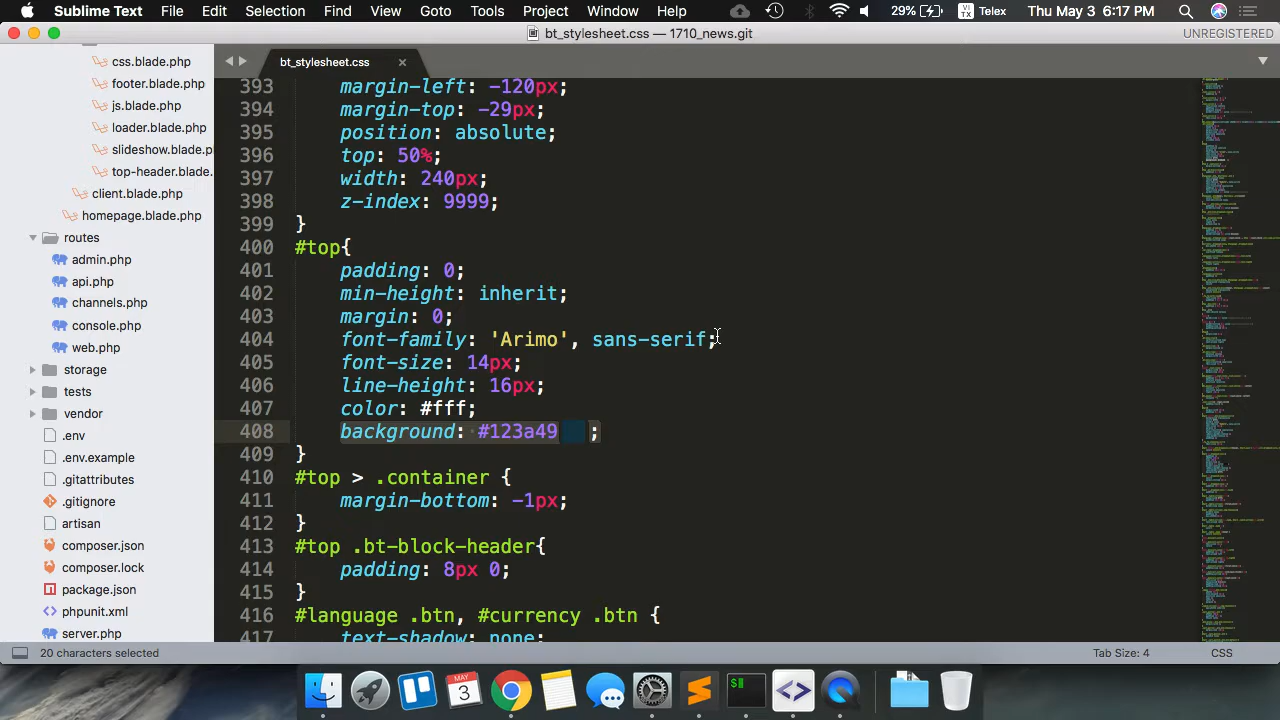 Sublime Text File Edit Selection Find View Goto Tools Project Window Help 29% VI TX Telex Thu May 3 6:17 PM
bt_stylesheet.css — 1710_news.git UNREGISTERED
bt_stylesheet.css
css.blade.php
footer.blade.php
js.blade.php
loader.blade.php
slideshow.blade.p
top-header.blade.
client.blade.php
homepage.blade.php
routes
admin.php
api.php
channels.php
console.php
web.php
storage
tests
vendor
.env
.env.example
.gitattributes
.gitignore
artisan
composer.json
composer.lock
package.json
phpunit.xml
server.php
393 margin-left: -120px;
394 margin-top: -29px;
395 position: absolute;
396 top: 50%;
397 width: 240px;
398 z-index: 9999;
399 }
400 #top{
401 padding: 0;
402 min-height: inherit;
403 margin: 0;
404 font-family: 'Arimo', sans-serif;
405 font-size: 14px;
406 line-height: 16px;
407 color: #fff;
408 background: #123a49 ;
409 }
410 #top > .container {
411 margin-bottom: -1px;
412 }
413 #top .bt-block-header{
414 padding: 8px 0;
415 }
416 #language .btn, #currency .btn {
417 text-shadow: none;
20 characters selected Tab Size: 4 CSS
MAY
3